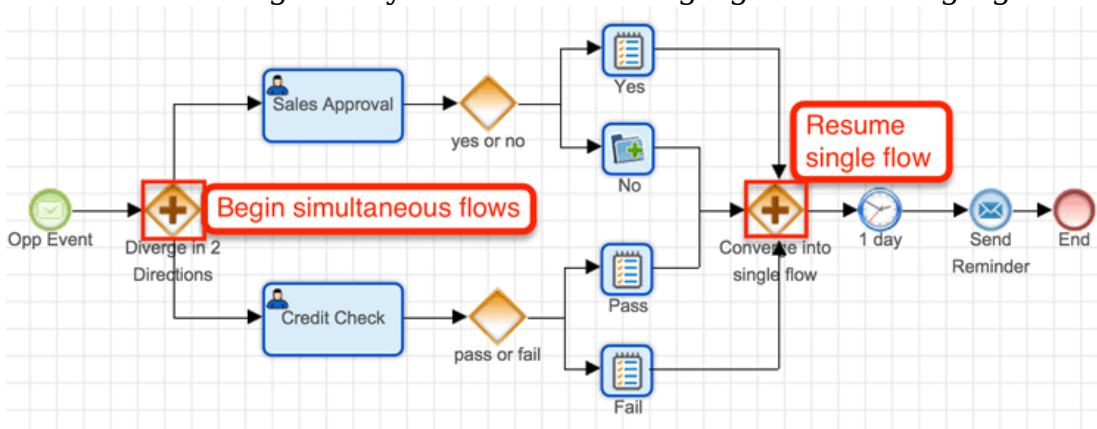 Sales Approval
yes or no
Yes
No
Resume
single flow
Opp Event
Begin simultaneous flows
Diverge in 2
Directions
Converge into
single flow
1 day
Send
Reminder
End
Credit Check
pass or fail
Pass
Fail